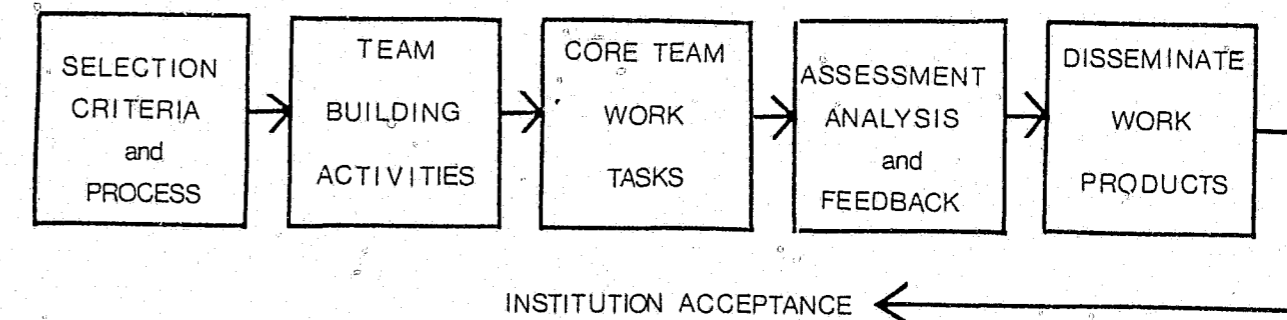 SELECTION
CRITERIA
and
PROCESS
TEAM
BUILDING
ACTIVITIES
CORE TEAM
WORK
TASKS
ASSESSMENT
ANALYSIS
and
FEEDBACK
DISSEMINATE
WORK
PRODUCTS
INSTITUTION ACCEPTANCE